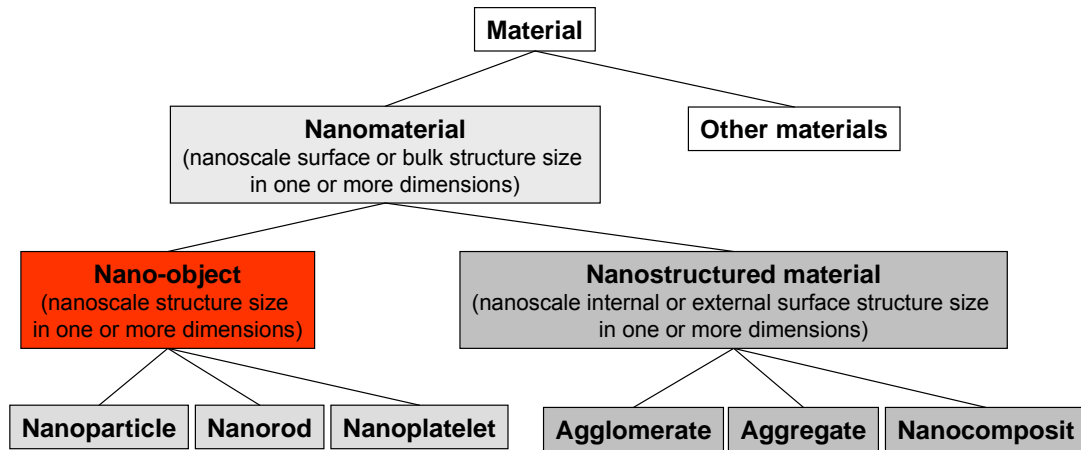 Material
Nanomaterial
(nanoscale surface or bulk structure size
in one or more dimensions)
Other materials
Nano-object
(nanoscale structure size
in one or more dimensions)
Nanostructured material
(nanoscale internal or external surface structure size
in one or more dimensions)
Nanoparticle
Nanorod
Nanoplatelet
Agglomerate
Aggregate
Nanocomposit